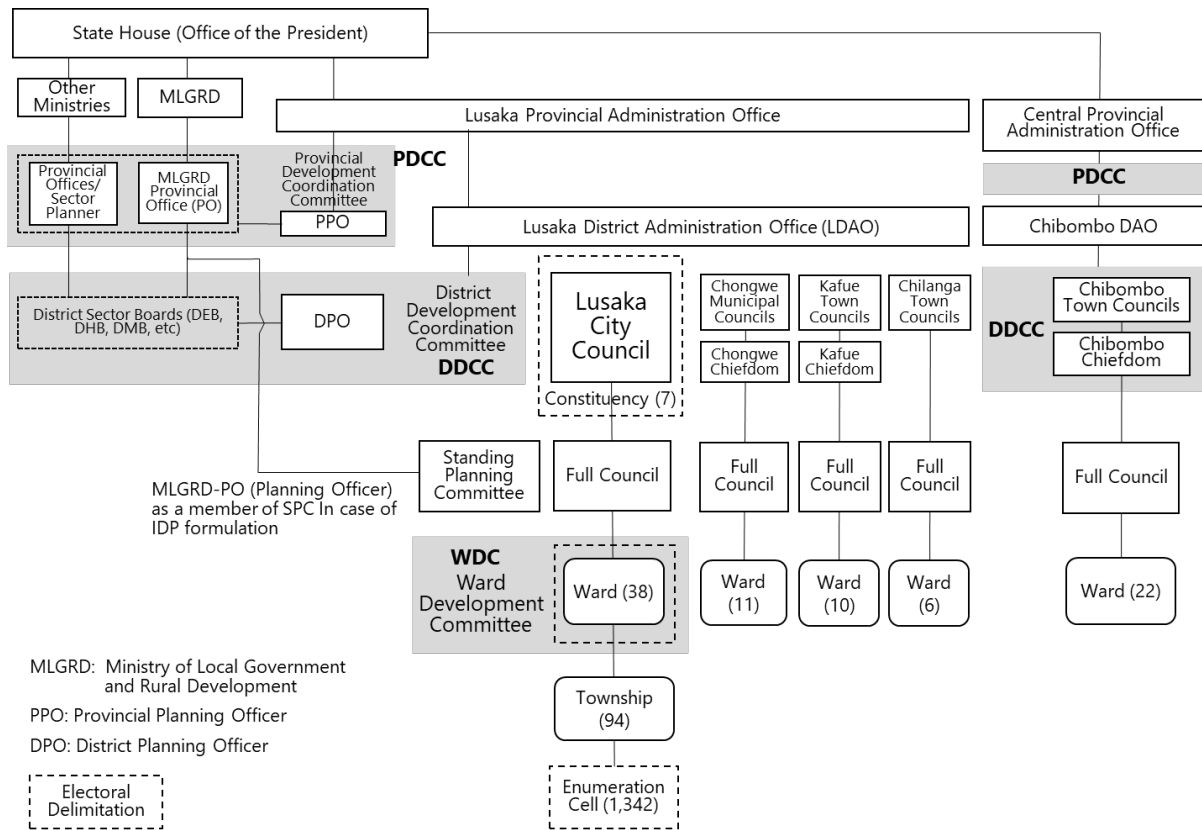 State House (Office of the President)
Other
Ministries
MLGRD
Lusaka Provincial Administration Office
Central Provincial
Administration Office
PDCC
Provincial
Development
Coordination
Committee
Provincial
Offices/
Sector
Planner
MLGRD
Provincial
Office (PO)
PPO
PDCC
Lusaka District Administration Office (LDAO)
Chibombo DAO
District Sector Boards (DEB,
DHB, DMB, etc)
DPO
District
Development
Coordination
Committee
DDCC
Lusaka
City
Council
Constituency (7)
Chongwe
Municipal
Councils
Chongwe
Chiefdom
Kafue
Town
Councils
Kafue
Chiefdom
Chilanga
Town
Councils
DDCC
Chibombo
Town Councils
Chibombo
Chiefdom
MLGRD-PO (Planning Officer)
as a member of SPC In case of
IDP formulation
Standing
Planning
Committee
Full Council
Full
Council
Full
Council
Full
Council
Full Council
WDC
Ward
Development
Committee
Ward (38)
Ward
(11)
Ward
(10)
Ward
(6)
Ward (22)
Township
(94)
Enumeration
Cell (1,342)
MLGRD: Ministry of Local Government
and Rural Development
PPO: Provincial Planning Officer
DPO: District Planning Officer
Electoral
Delimitation